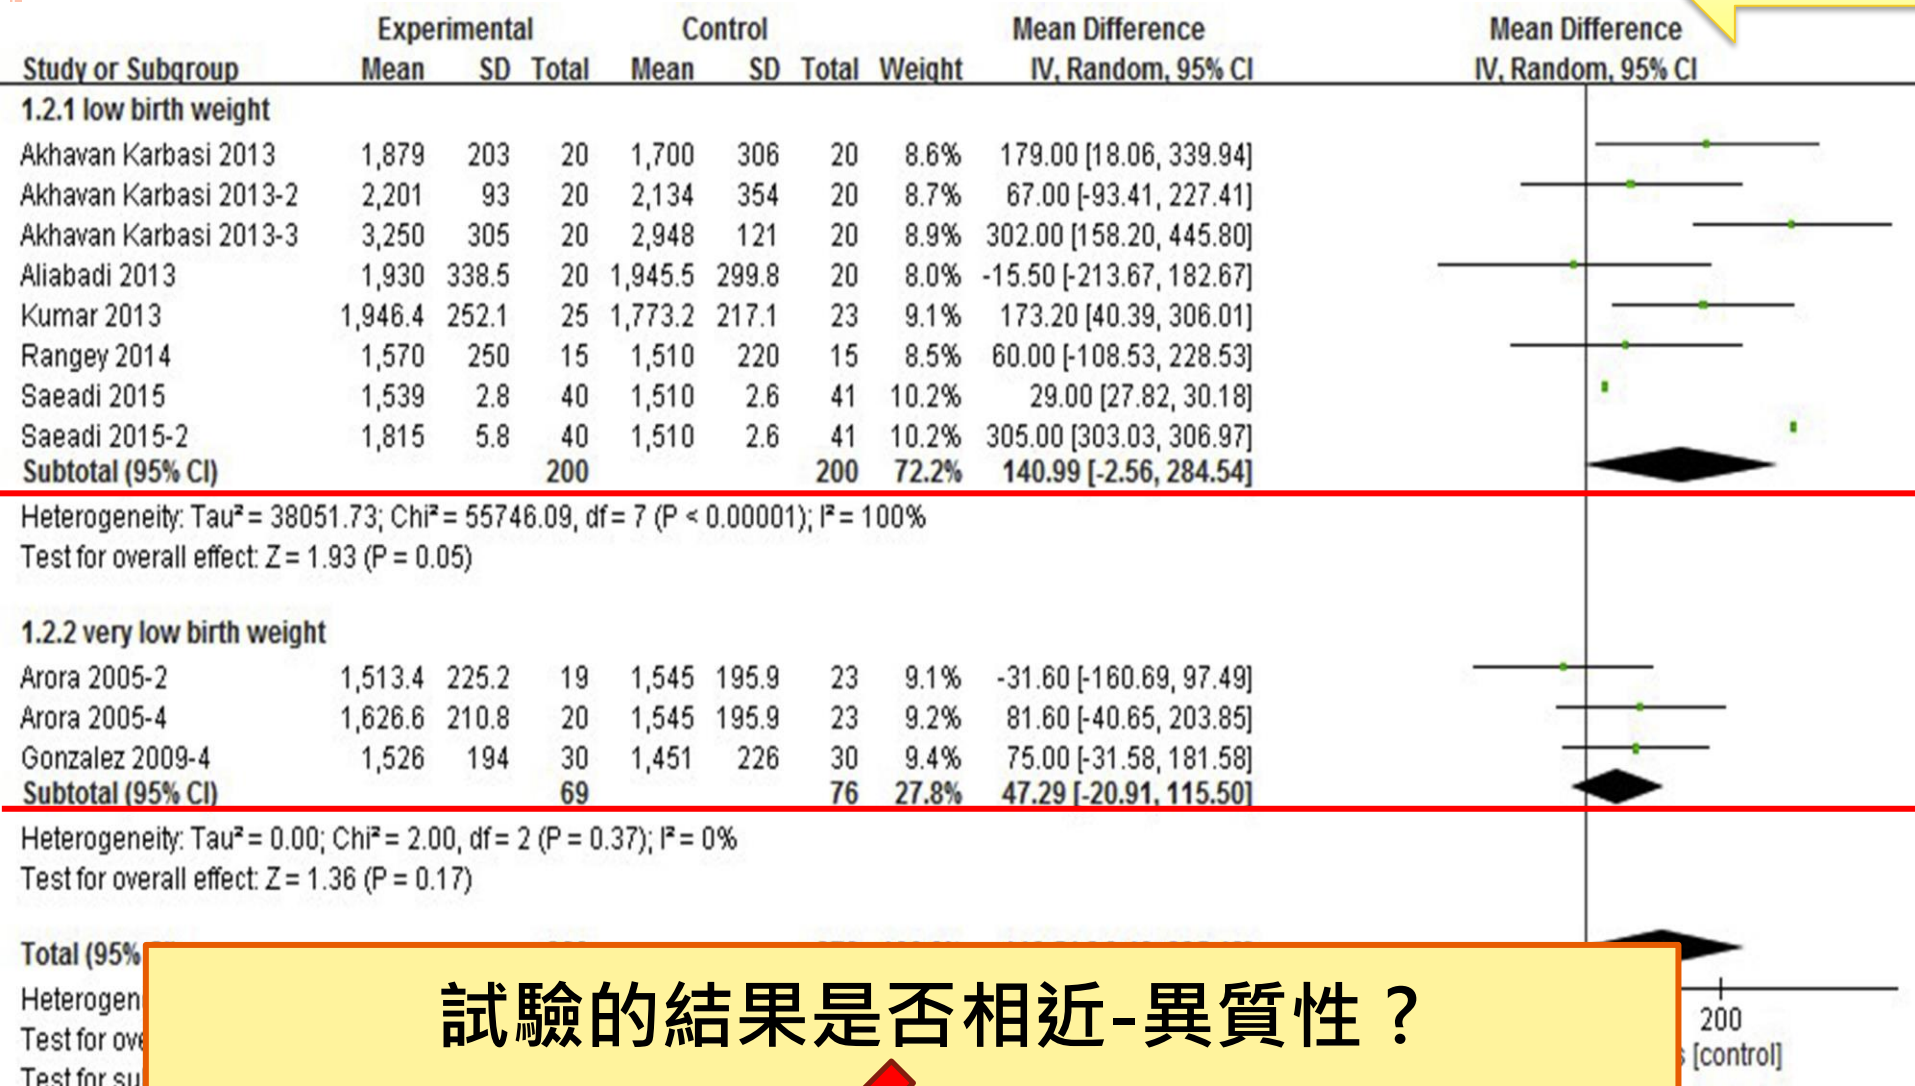 Experimental Control Mean Difference Mean Difference
Study or Subgroup Mean SD Total Mean SD Total Weight IV, Random, 95% CI IV, Random, 95% CI
1.2.1 low birth weight
Akhavan Karbasi 2013 1,879 203 20 1,700 306 20 8.6% 179.00 [18.06, 339.94]
Akhavan Karbasi 2013-2 2,201 93 20 2,134 354 20 8.7% 67.00 [-93.41, 227.41]
Akhavan Karbasi 2013-3 3,250 305 20 2,948 121 20 8.9% 302.00 [158.20, 445.80]
Aliabadi 2013 1,930 338.5 20 1,945.5 299.8 20 8.0% -15.50 [-213.67, 182.67]
Kumar 2013 1,946.4 252.1 25 1,773.2 217.1 23 9.1% 173.20 [40.39, 306.01]
Rangey 2014 1,570 250 15 1,510 220 15 8.5% 60.00 [-108.53, 228.53]
Saeadi 2015 1,539 2.8 40 1,510 2.6 41 10.2% 29.00 [27.82, 30.18]
Saeadi 2015-2 1,815 5.8 40 1,510 2.6 41 10.2% 305.00 [303.03, 306.97]
Subtotal (95% CI) 200 200 72.2% 140.99 [-2.56, 284.54]
Heterogeneity: Tau² = 38051.73; Chi² = 55746.09, df = 7 (P < 0.00001); I² = 100%
Test for overall effect: Z = 1.93 (P = 0.05)
1.2.2 very low birth weight
Arora 2005-2 1,513.4 225.2 19 1,545 195.9 23 9.1% -31.60 [-160.69, 97.49]
Arora 2005-4 1,626.6 210.8 20 1,545 195.9 23 9.2% 81.60 [-40.65, 203.85]
Gonzalez 2009-4 1,526 194 30 1,451 226 30 9.4% 75.00 [-31.58, 181.58]
Subtotal (95% CI) 69 76 27.8% 47.29 [-20.91, 115.50]
Heterogeneity: Tau² = 0.00; Chi² = 2.00, df = 2 (P = 0.37); I² = 0%
Test for overall effect: Z = 1.36 (P = 0.17)
Total (95%
Heterogen
試驗的結果是否相近-異質性？
200
Test for ove
[control]
Test for su